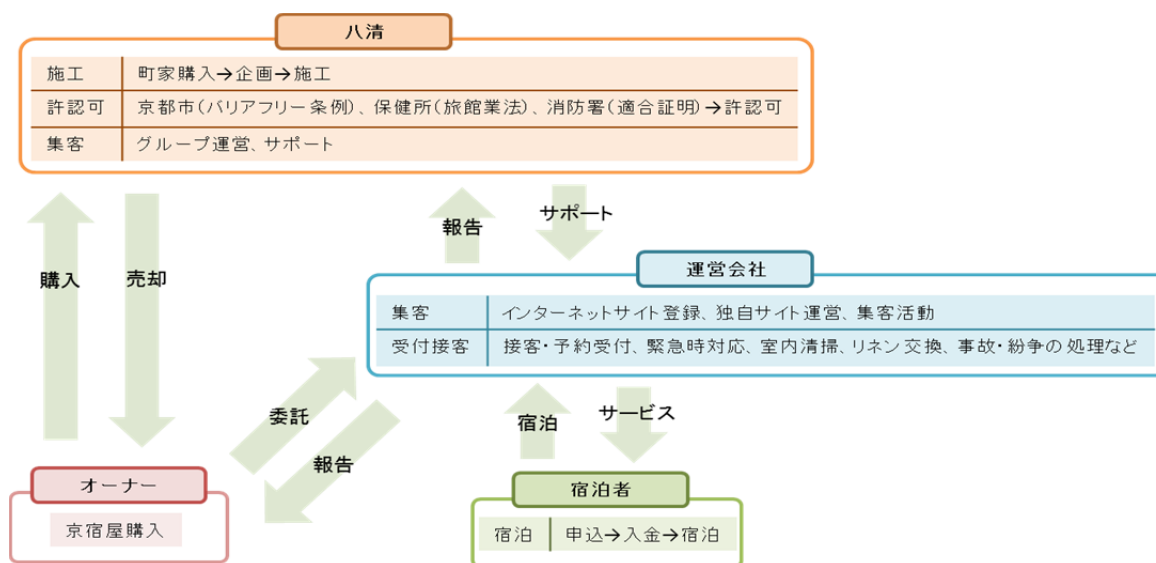 八清
施工 町家購入→企画→施工
許認可 京都市(バリアフリー条例)、保健所(旅館業法)、消防署(適合証明)→許認可
集客 グループ運営、サポート
報告
サポート
購入
売却
運営会社
集客 インターネットサイト登録、独自サイト運営、集客活動
受付接客 接客・予約受付、緊急時対応、室内清掃、リネン交換、事故・紛争の処理など
委託
報告
宿泊
サービス
オーナー
京宿屋購入
宿泊者
宿泊 申込→入金→宿泊